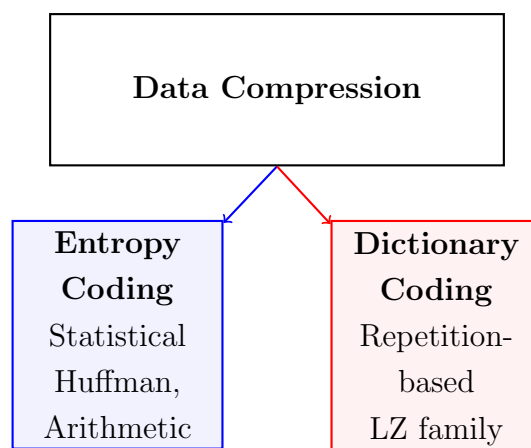 Data Compression
Entropy
Coding
Statistical
Huffman,
Arithmetic
Dictionary
Coding
Repetition-
based
LZ family